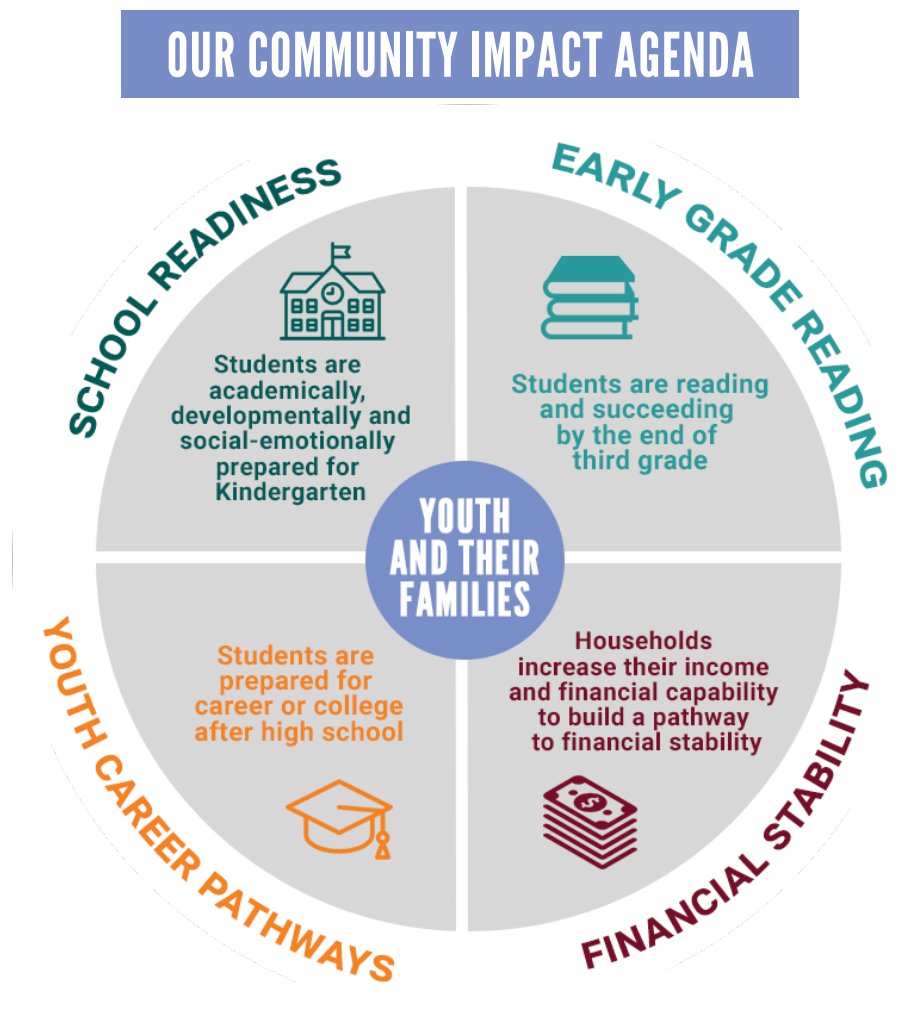 OUR COMMUNITY IMPACT AGENDA
SCHOOL READINESS
Students are
academically,
developmentally and
social-emotionally
prepared for
Kindergarten
EARLY GRADE READING
Students are reading
and succeeding
by the end of
third grade
YOUTH
AND THEIR
FAMILIES
YOUTH CAREER PATHWAYS
Students are
prepared for
career or college
after high school
FINANCIAL STABILITY
Households
increase their income
and financial capability
to build a pathway
to financial stability
$